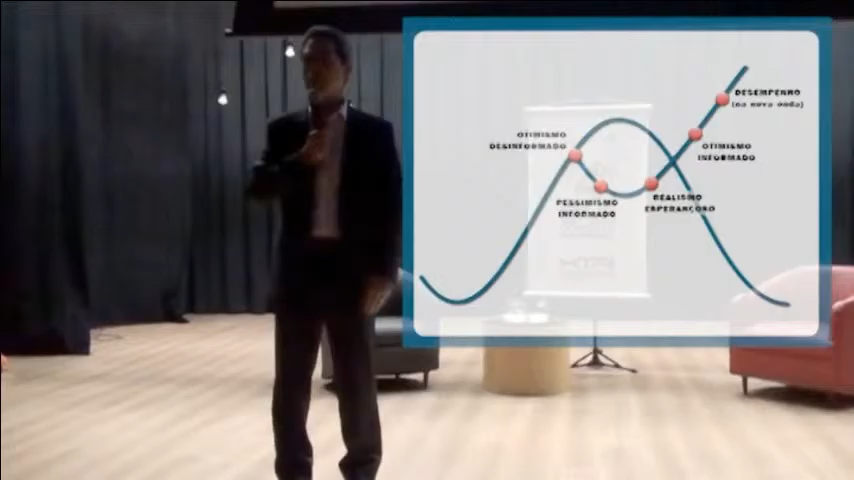 DESEMPENHO
(na nova onda)
OTIMISMO
DESINFORMADO
OTIMISMO
INFORMADO
PESSIMISMO
INFORMADO
REALISMO
ESPERANÇOSO